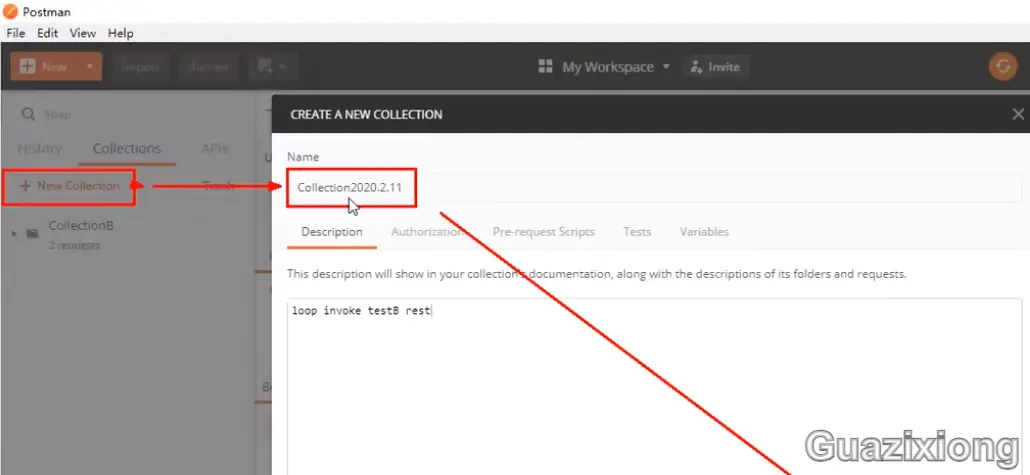 Postman
File Edit View Help
New Import Runner My Workspace Invite
Filter
CREATE A NEW COLLECTION
History Collections APIs
Name
New Collection Trash
Collection2020.2.11
CollectionB
2 requests
Description Authorization Pre-request Scripts Tests Variables
This description will show in your collection's documentation, along with the descriptions of its folders and requests.
loop invoke testB rest
Guazixiong